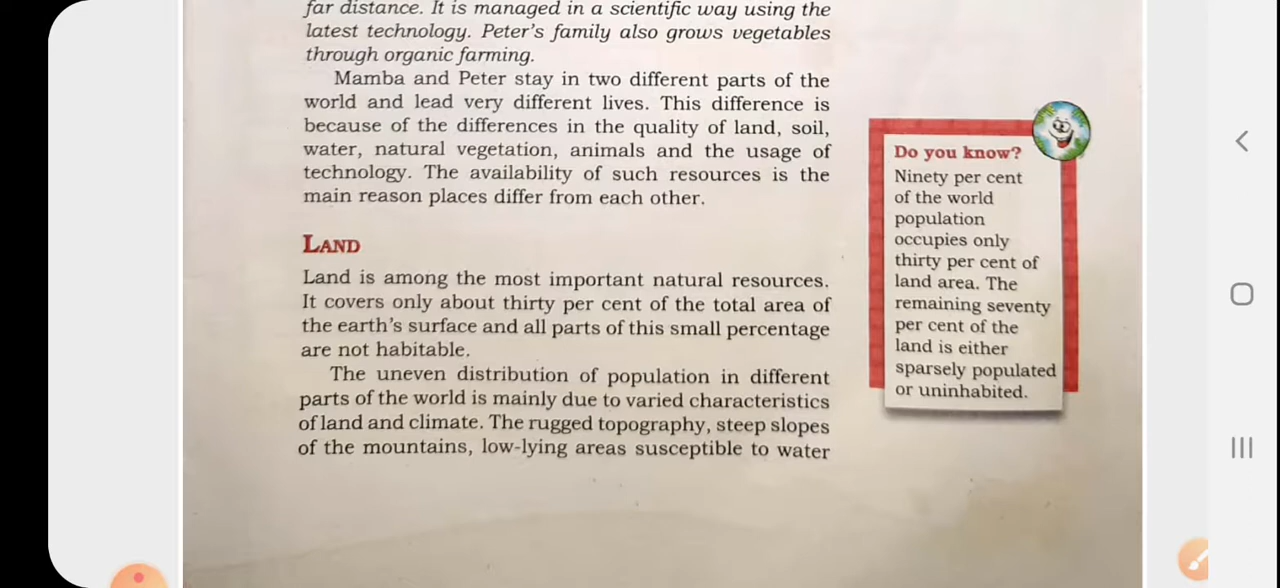 far distance. It is managed in a scientific way using the
latest technology. Peter's family also grows vegetables
through organic farming.
Mamba and Peter stay in two different parts of the
world and lead very different lives. This difference is
because of the differences in the quality of land, soil,
water, natural vegetation, animals and the usage of
technology. The availability of such resources is the
main reason places differ from each other.
LAND
Land is among the most important natural resources.
It covers only about thirty per cent of the total area of
the earth's surface and all parts of this small percentage
are not habitable.
The uneven distribution of population in different
parts of the world is mainly due to varied characteristics
of land and climate. The rugged topography, steep slopes
of the mountains, low-lying areas susceptible to water
Do you know?
Ninety per cent
of the world
population
occupies only
thirty per cent of
land area. The
remaining seventy
per cent of the
land is either
sparsely populated
or uninhabited.